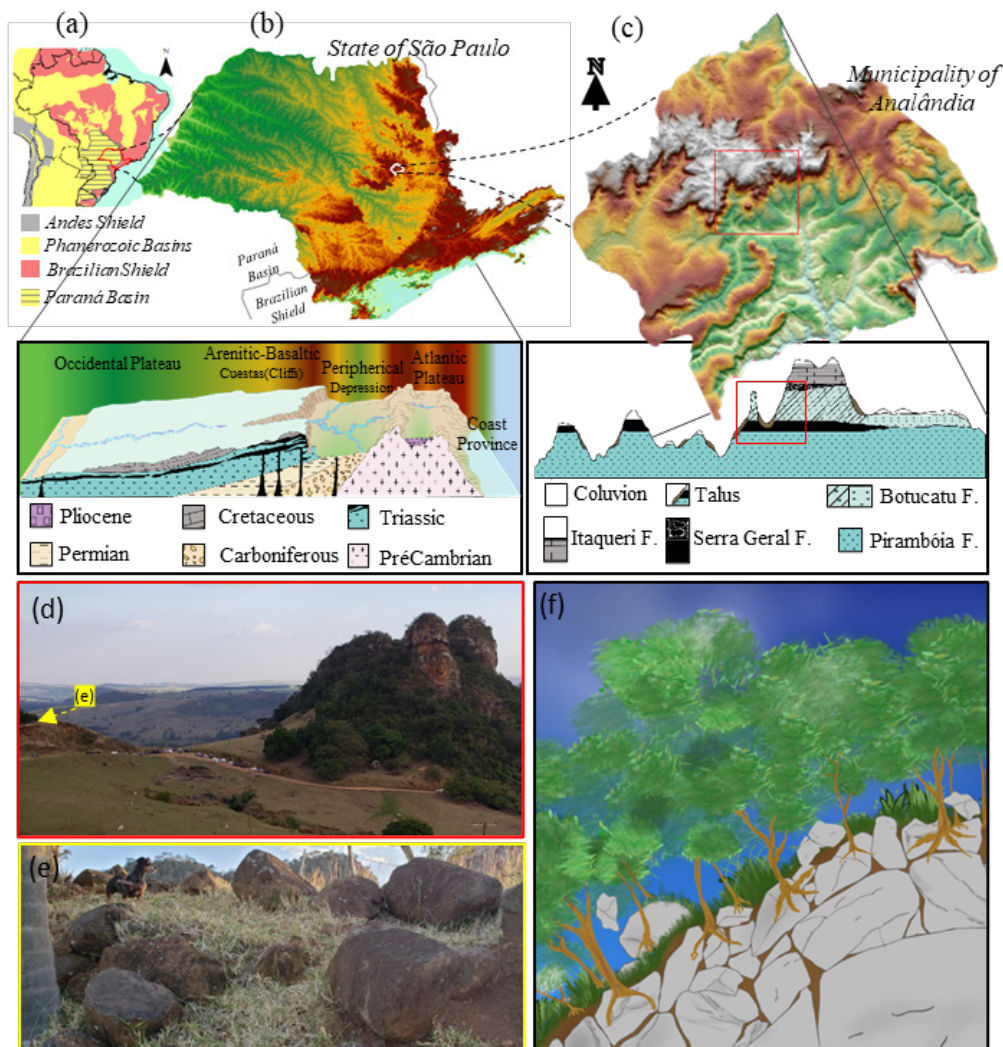 (a)
(b)
State of São Paulo
(c)
N
N
Municipality of
Analândia
Andes Shield
Phanerozoic Basins
BrazilianShield
Paraná Basin
Paraná
Basin
Brazilian
Shield
Occidental Plateau
Arenitic-Basaltic
Cuestas(Cliffs)
Peripherical
Depression
Atlantic
Plateau
Coast
Province
Pliocene
Cretaceous
Triassic
Permian
Carboniferous
PréCambrian
Coluvion
Talus
Botucatu F.
Itaqueri F.
Serra Geral F.
Pirambóia F.
(d)
(e)
(e)
(f)